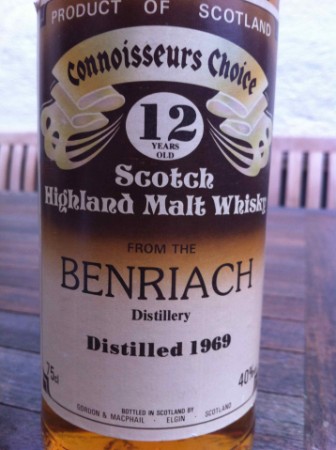 PRODUCT OF SCOTLAND
Connoisseurs Choice
12
YEARS
OLD
Scotch
Highland Malt Whisky
FROM THE
BENRIACH
Distillery
Distilled 1969
75cl
40%
BOTTLED IN SCOTLAND BY
GORDON & MACPHAIL · ELGIN · SCOTLAND